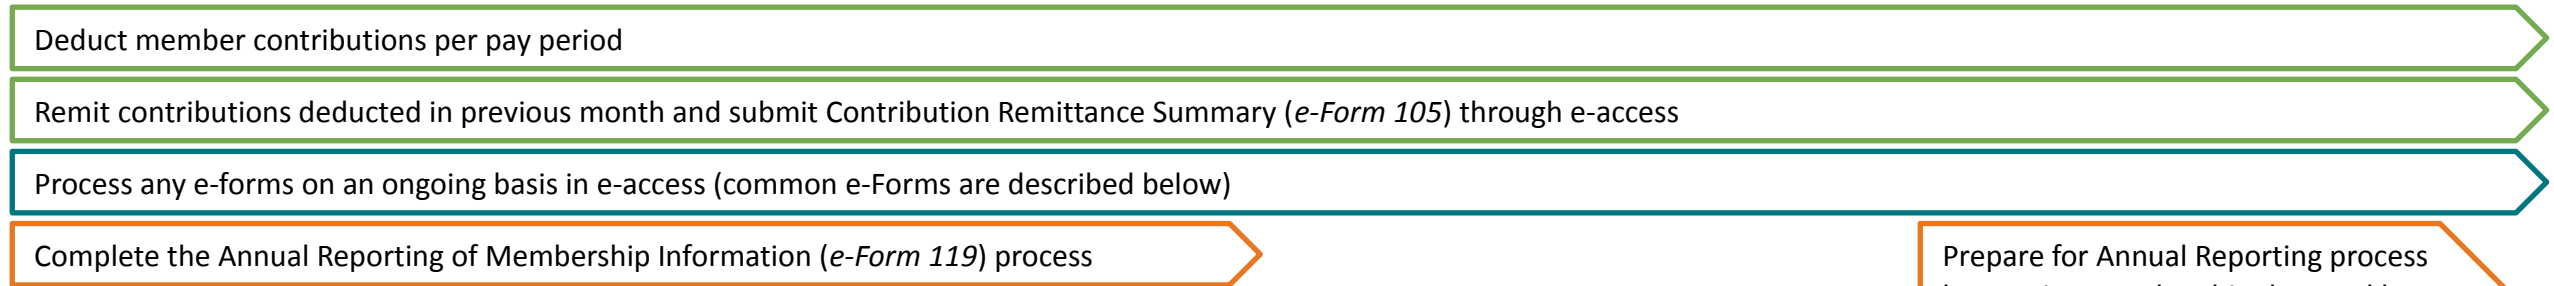 Deduct member contributions per pay period
Remit contributions deducted in previous month and submit Contribution Remittance Summary (e-Form 105) through e-access
Process any e-forms on an ongoing basis in e-access (common e-Forms are described below)
Complete the Annual Reporting of Membership Information (e-Form 119) process
Prepare for Annual Reporting process